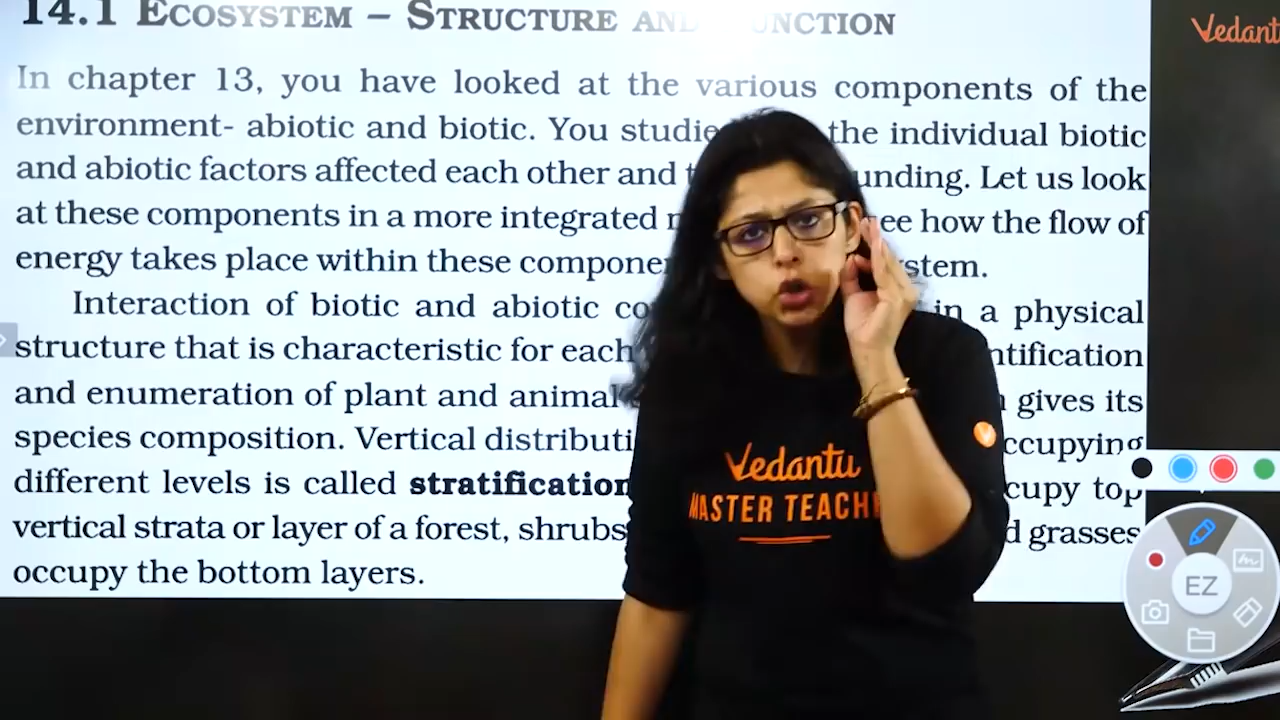 14.1 ECOSYSTEM – STRUCTURE AND FUNCTION
Vedant
In chapter 13, you have looked at the various components of the
environment- abiotic and biotic. You studie the individual biotic
and abiotic factors affected each other and unding. Let us look
at these components in a more integrated ee how the flow of
energy takes place within these compone stem.
Interaction of biotic and abiotic co in a physical
structure that is characteristic for each ntification
and enumeration of plant and animal gives its
species composition. Vertical distributi ccupying
different levels is called stratification cupy top
vertical strata or layer of a forest, shrubs d grasses
occupy the bottom layers.
Vedantu
MASTER TEACH
EZ